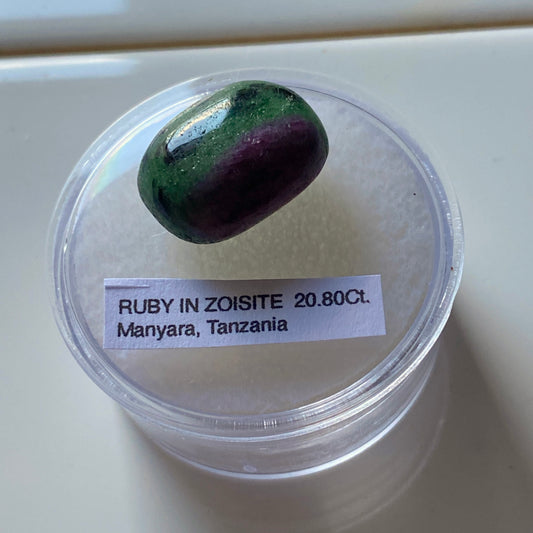 RUBY IN ZOISITE 20.80Ct.
Manyara, Tanzania